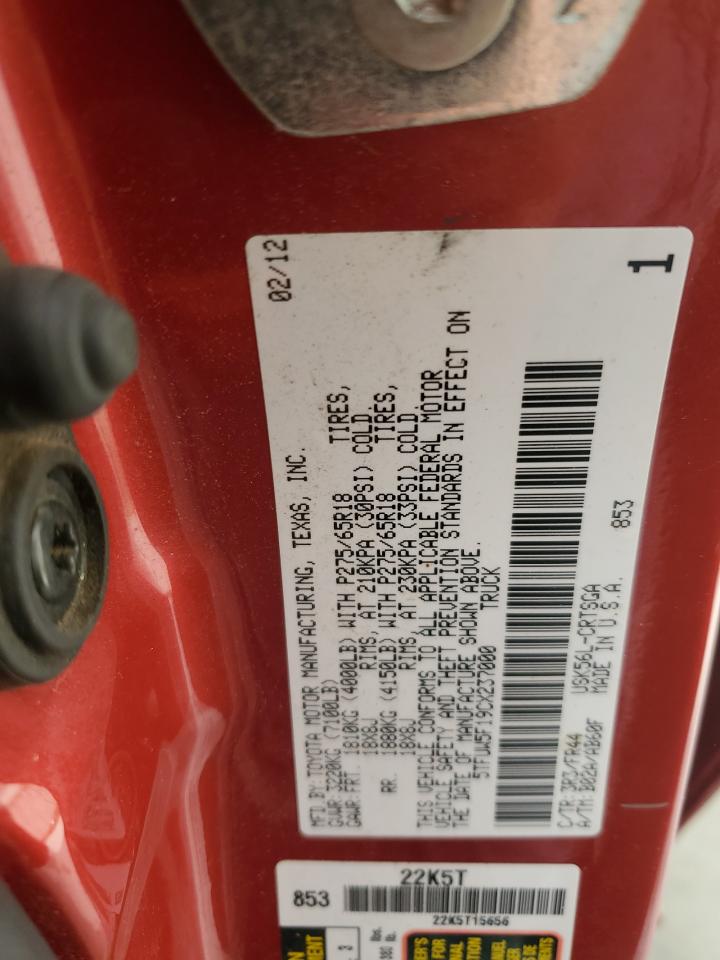 02/12
MFD.BY:TOYOTA MOTOR MANUFACTURING, TEXAS, INC.
GVWR:3220KG (7100LB)
GAWR:FRT. 1810KG (4000LB) WITH P275/65R18 TIRES,
18X8J RIMS, AT 210KPA (30PSI) COLD
RR. 1880KG (4150LB) WITH P275/65R18 TIRES,
18X8J RIMS, AT 230KPA (33PSI) COLD.
THIS VEHICLE CONFORMS TO ALL APPLICABLE FEDERAL MOTOR
VEHICLE SAFETY AND THEFT PREVENTION STANDARDS IN EFFECT ON
THE DATE OF MANUFACTURE SHOWN ABOVE.
5TFUW5F19CX237000 TRUCK
C/TR:3R3/FR44 USK56L-CRTSGA 853
A/TM:B02A/AB60F MADE IN U.S.A.
1
22K5T
853
22K5T15656